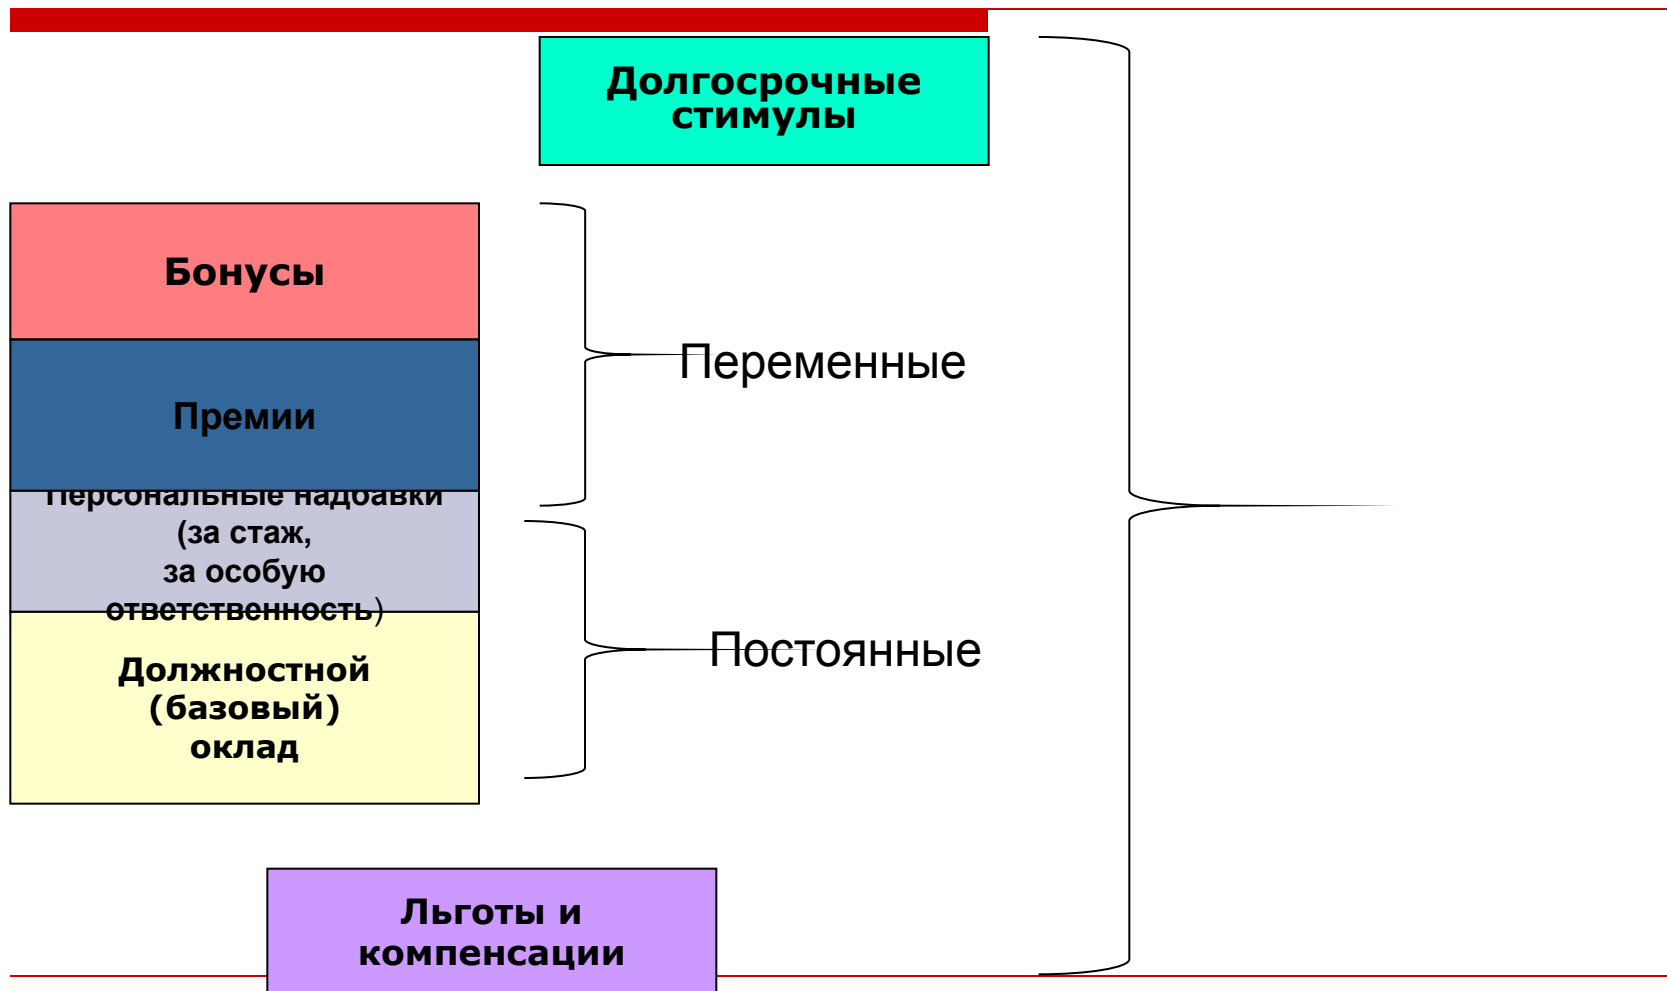 Долгосрочные
стимулы
Бонусы
Переменные
Премии
Персональные надбавки
(за стаж,
за особую
ответственность)
Постоянные
Должностной
(базовый)
оклад
Льготы и
компенсации